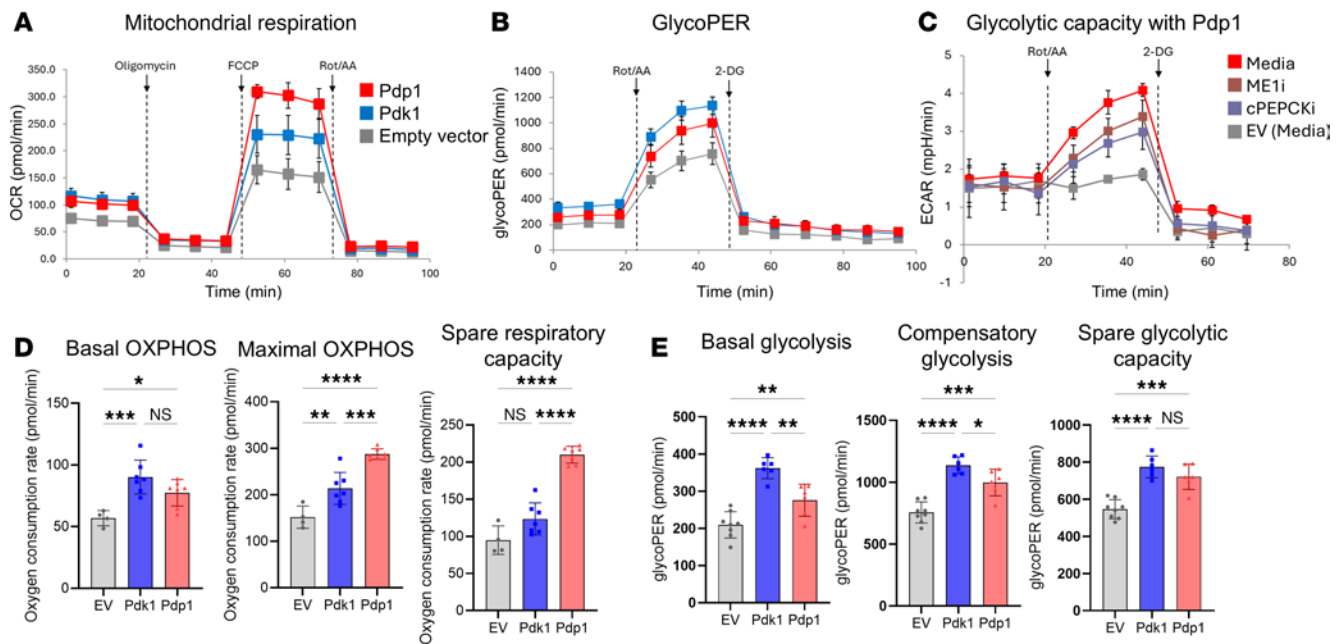 A Mitochondrial respiration
350.0
300.0
250.0
200.0
150.0
100.0
50.0
0.0
OCR (pmol/min)
Oligomycin
FCCP
Rot/AA
Pdp1
Pdk1
Empty vector
0 20 40 60 80 100
Time (min)
B GlycoPER
1400
1200
1000
800
600
400
200
0
glycoPER (pmol/min)
Rot/AA
2-DG
0 20 40 60 80 100
Time (min)
C Glycolytic capacity with Pdp1
5
4
3
2
1
0
-1
ECAR (mpH/min)
Rot/AA
2-DG
Media
ME1i
cPEPCKi
EV (Media)
0 20 40 60 80
Time (min)
D
Basal OXPHOS
Oxygen consumption rate (pmol/min)
150
100
50
0
*
*** NS
EV Pdk1 Pdp1
Maximal OXPHOS
Oxygen consumption rate (pmol/min)
400
300
200
100
0
****
** ***
EV Pdk1 Pdp1
Spare respiratory
capacity
Oxygen consumption rate (pmol/min)
250
200
150
100
50
0
****
NS ****
EV Pdk1 Pdp1
E
Basal glycolysis
glycoPER (pmol/min)
500
400
300
200
100
0
**
**** **
EV Pdk1 Pdp1
Compensatory
glycolysis
glycoPER (pmol/min)
1500
1000
500
0
***
**** *
EV Pdk1 Pdp1
Spare glycolytic
capacity
glycoPER (pmol/min)
1000
800
600
400
200
0
***
**** NS
EV Pdk1 Pdp1